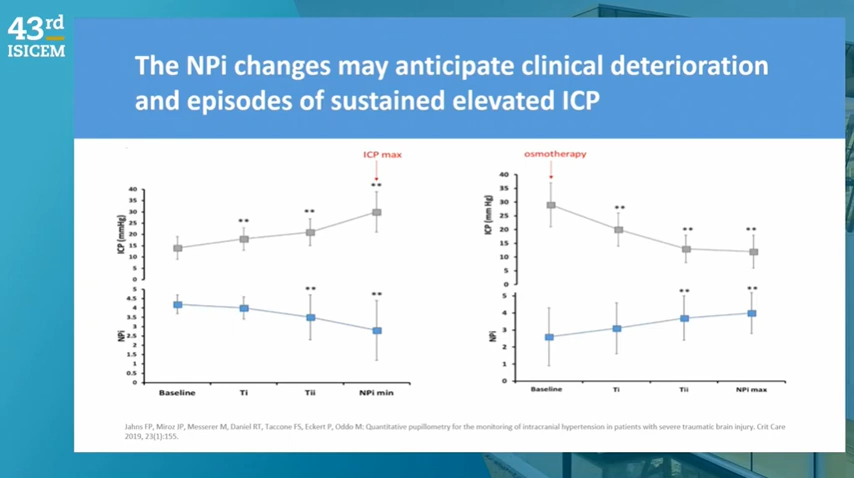 43rd
ISICEM
The NPi changes may anticipate clinical deterioration
and episodes of sustained elevated ICP
ICP max
**
**
**
40
35
30
25
20
15
10
5
0
ICP (mmHg)
**
**
5
4.5
4
3.5
3
2.5
2
1.5
1
0.5
0
NPi
Baseline
Ti
Tii
NPi min
osmotherapy
**
**
**
40
35
30
25
20
15
10
5
0
ICP (mm Hg)
**
**
5
4
3
2
1
0
NPi
Baseline
Ti
Tii
NPi max
Jahns FP, Miroz JP, Messerer M, Daniel RT, Taccone FS, Eckert P, Oddo M: Quantitative pupillometry for the monitoring of intracranial hypertension in patients with severe traumatic brain injury. Crit Care
2019, 23(1):155.